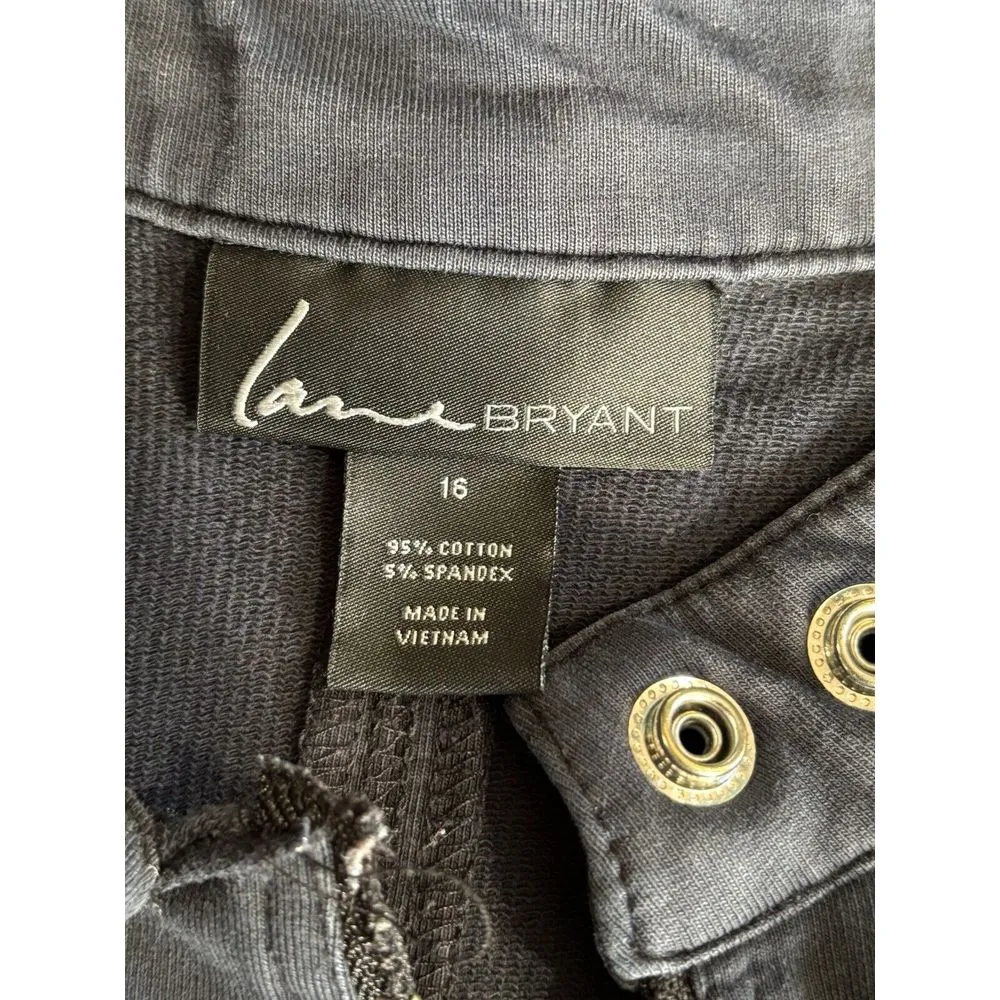 Lane BRYANT
16
95% COTTON
5% SPANDEX
MADE IN
VIETNAM